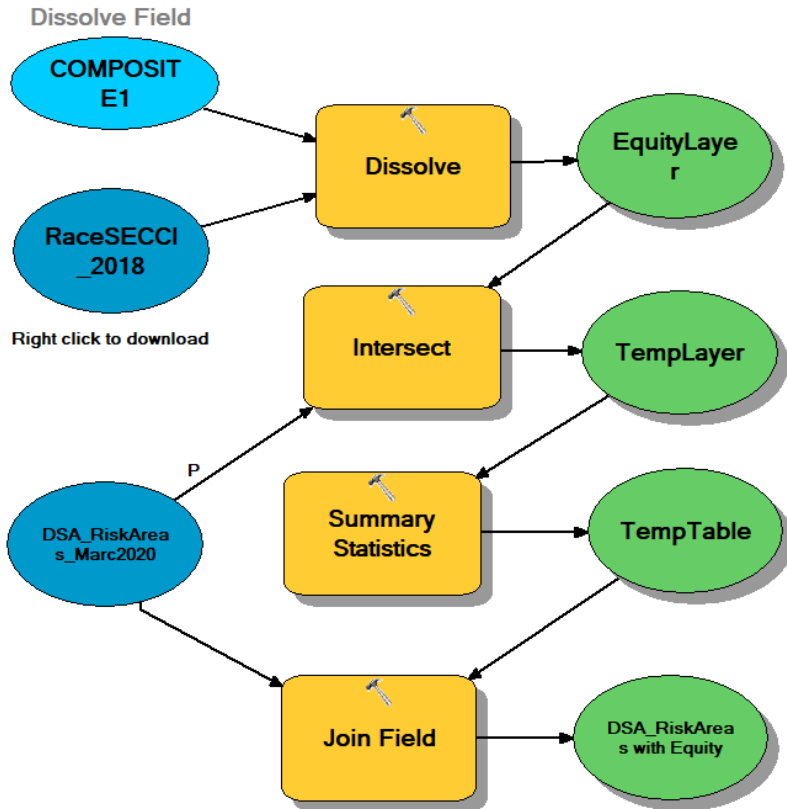 Dissolve Field
COMPOSIT
E1
Dissolve
EquityLaye
r
RaceSECCI
_2018
Right click to download
Intersect
TempLayer
P
DSA_RiskArea
s_Marc2020
Summary
Statistics
TempTable
Join Field
DSA_RiskArea
s with Equity